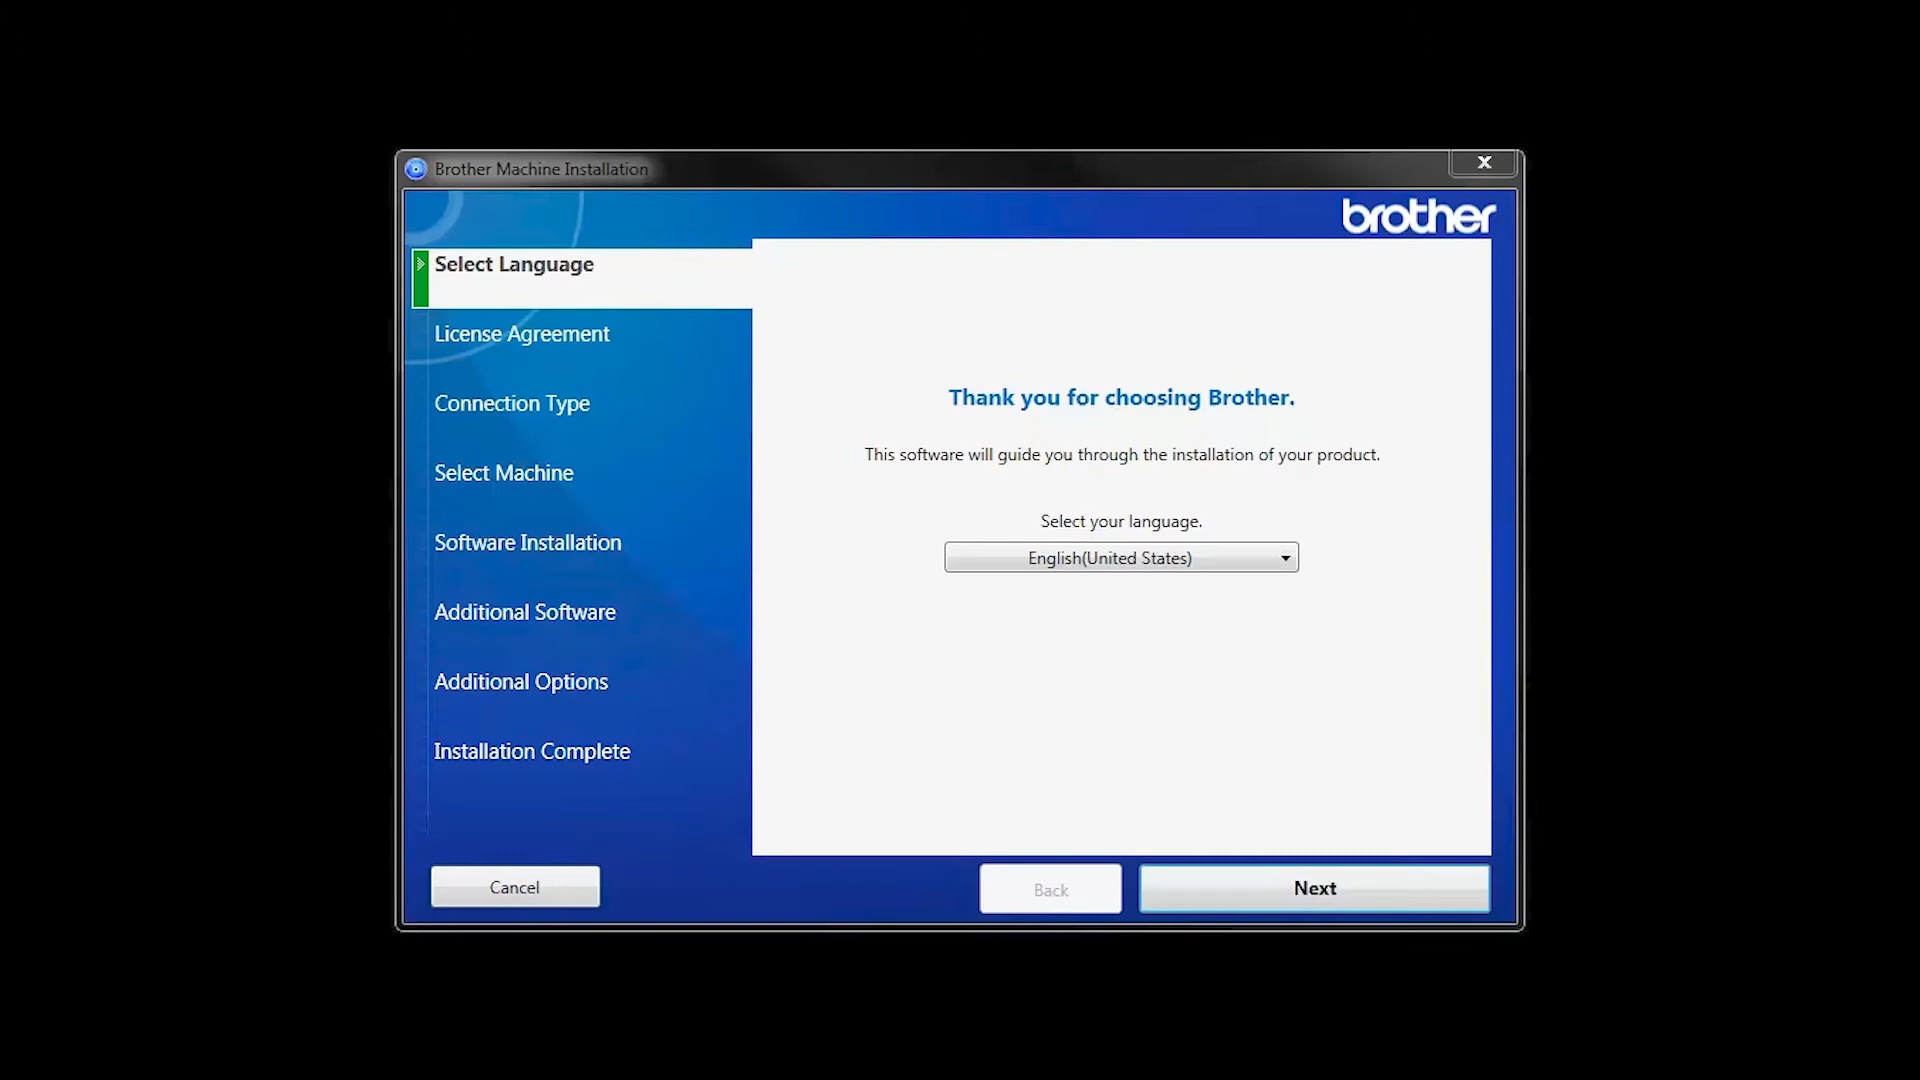 Brother Machine Installation
X
brother
Select Language
License Agreement
Connection Type
Select Machine
Software Installation
Additional Software
Additional Options
Installation Complete
Thank you for choosing Brother.
This software will guide you through the installation of your product.
Select your language.
English(United States)
Cancel
Back
Next